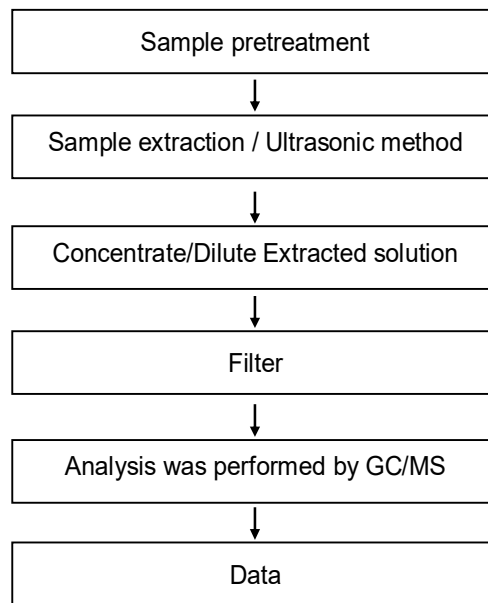 Sample pretreatment
Sample extraction / Ultrasonic method
Concentrate/Dilute Extracted solution
Filter
Analysis was performed by GC/MS
Data